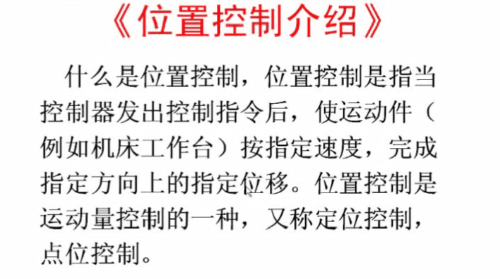 《位置控制介绍》
什么是位置控制，位置控制是指当
控制器发出控制指令后，使运动件（
例如机床工作台）按指定速度，完成
指定方向上的指定位移。位置控制是
运动量控制的一种，又称定位控制，
点位控制。